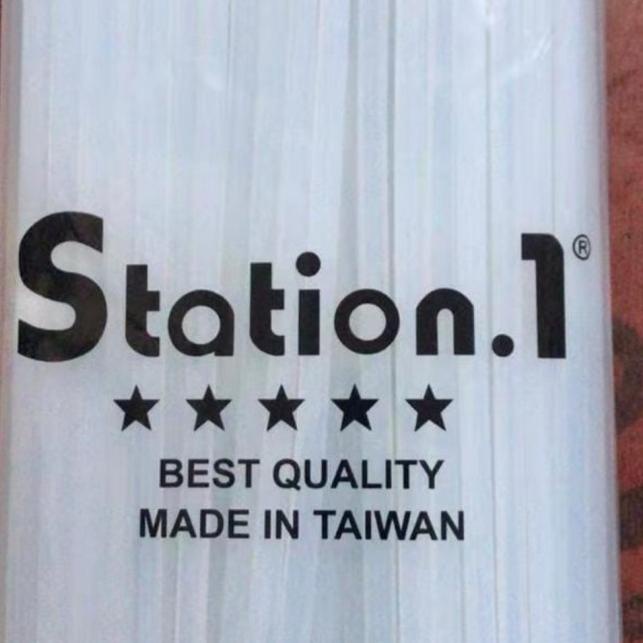 Station.1®
★★★★★
BEST QUALITY
MADE IN TAIWAN